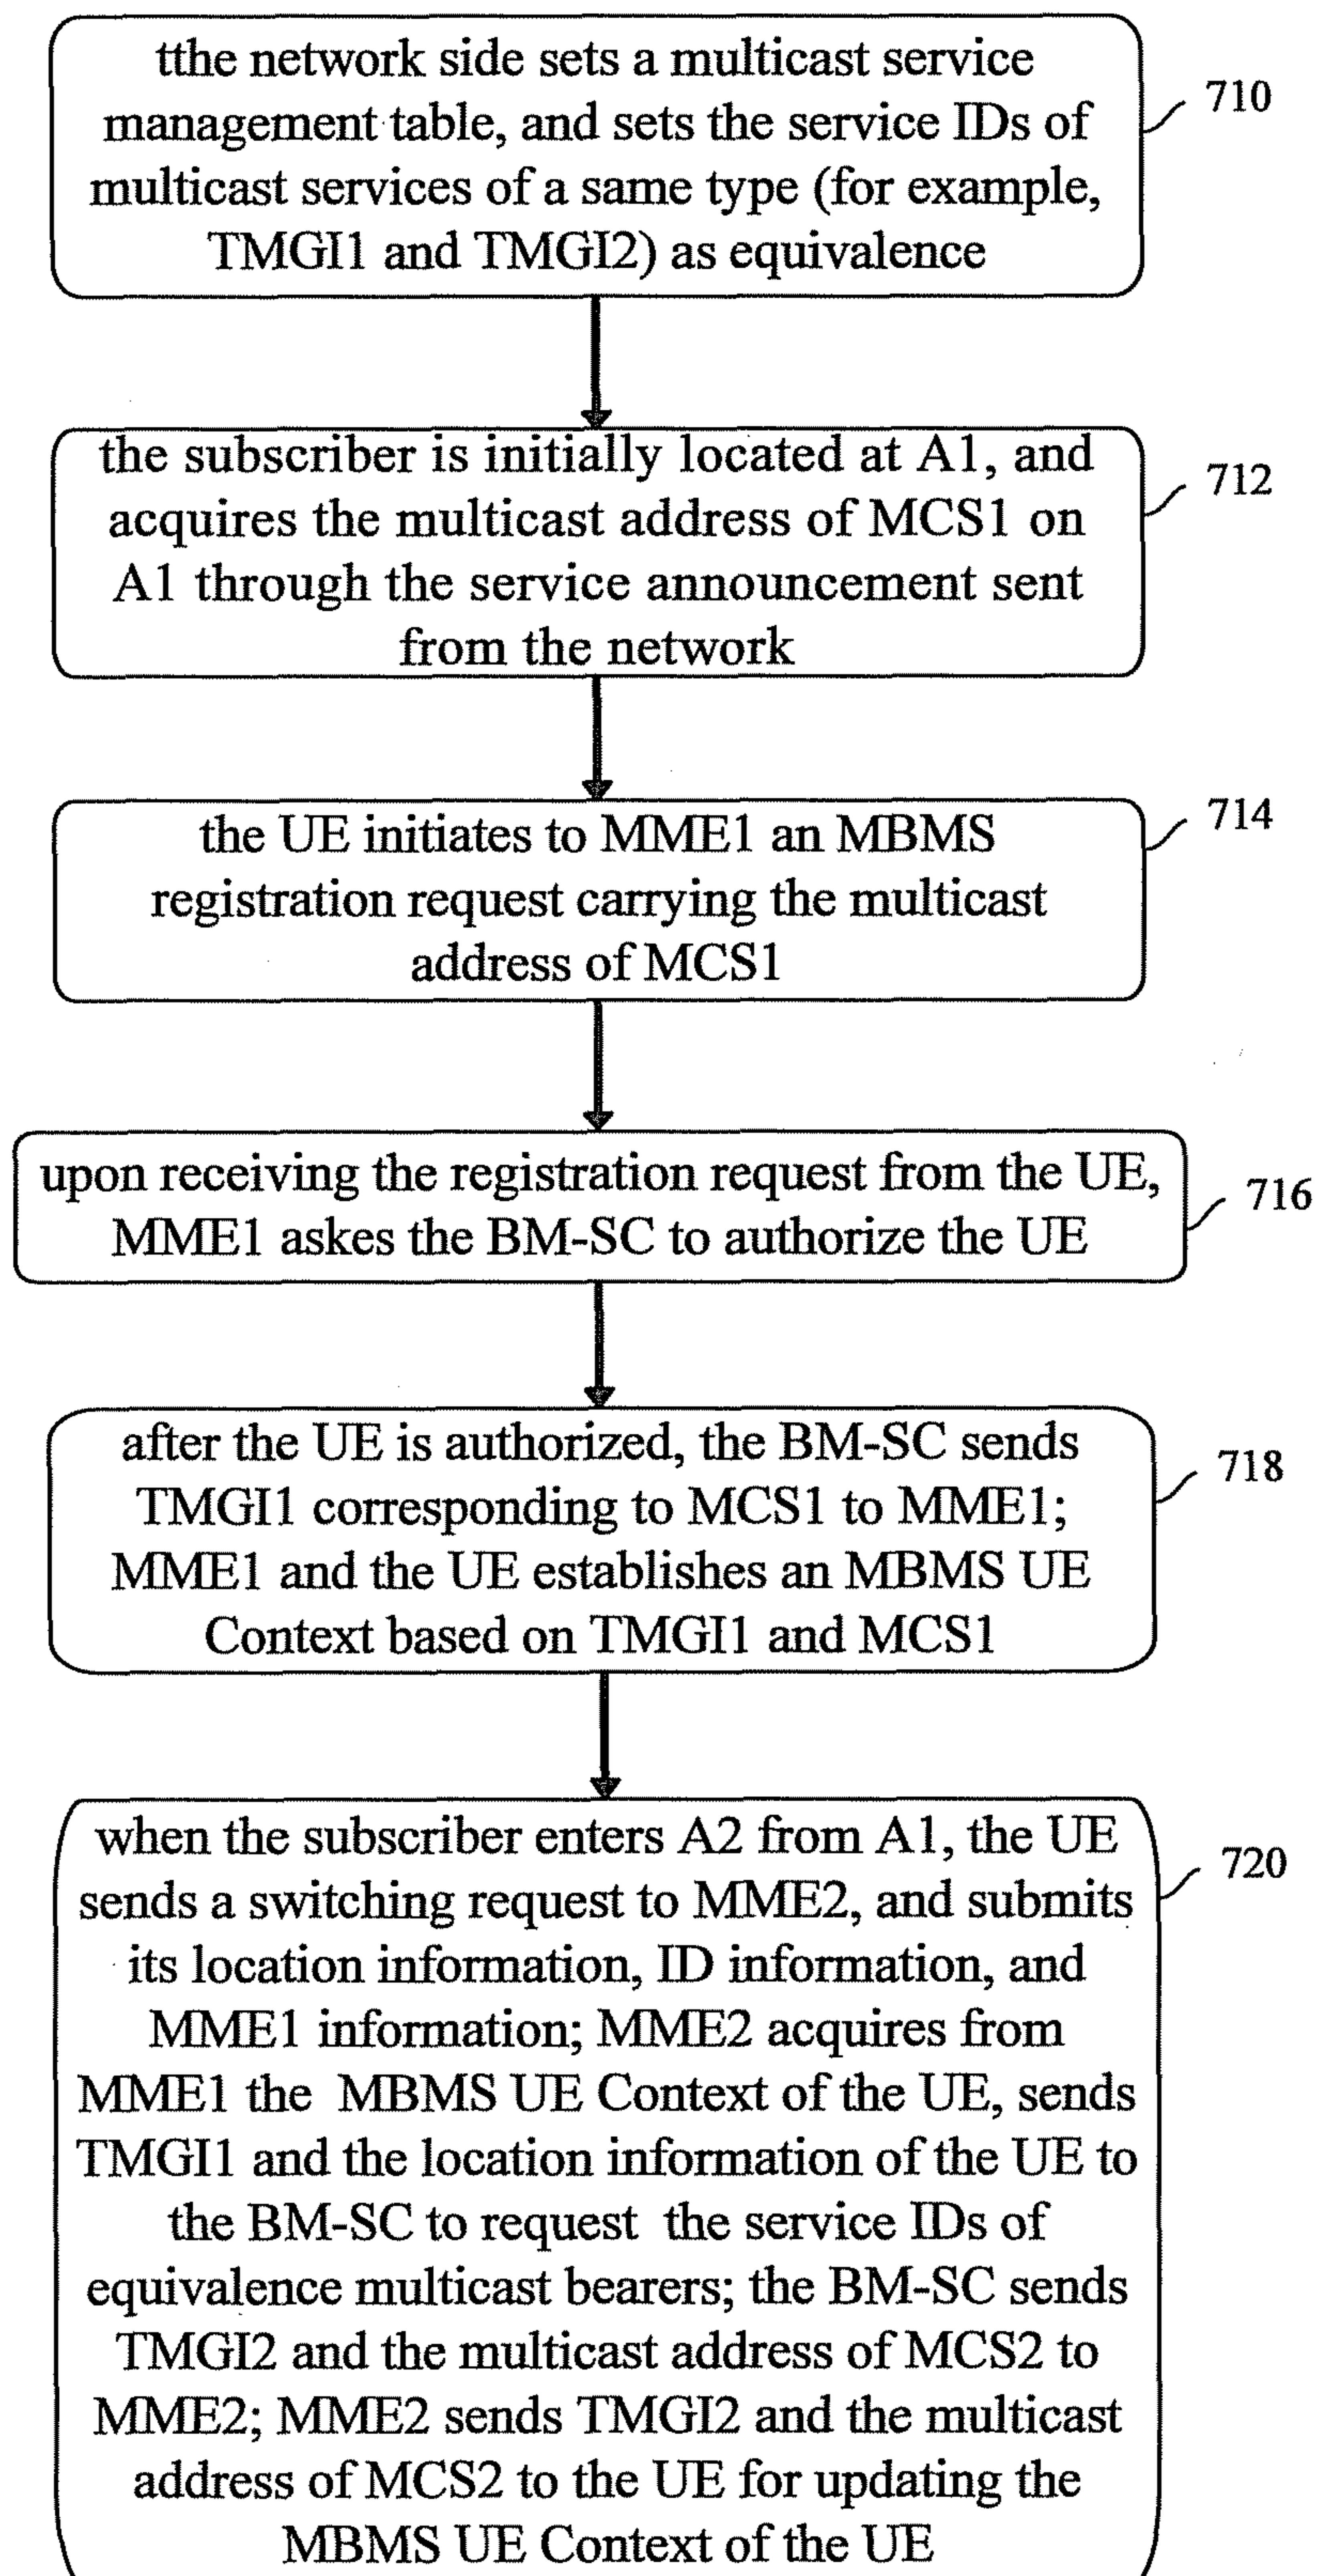 tthe network side sets a multicast service
management table, and sets the service IDs of
multicast services of a same type (for example,
TMGI1 and TMGI2) as equivalence
710
the subscriber is initially located at A1, and
acquires the multicast address of MCS1 on
A1 through the service announcement sent
from the network
712
the UE initiates to MME1 an MBMS
registration request carrying the multicast
address of MCS1
714
upon receiving the registration request from the UE,
MME1 askes the BM-SC to authorize the UE
716
after the UE is authorized, the BM-SC sends
TMGI1 corresponding to MCS1 to MME1;
MME1 and the UE establishes an MBMS UE
Context based on TMGI1 and MCS1
718
when the subscriber enters A2 from A1, the UE
sends a switching request to MME2, and submits
its location information, ID information, and
MME1 information; MME2 acquires from
MME1 the MBMS UE Context of the UE, sends
TMGI1 and the location information of the UE to
the BM-SC to request the service IDs of
equivalence multicast bearers; the BM-SC sends
TMGI2 and the multicast address of MCS2 to
MME2; MME2 sends TMGI2 and the multicast
address of MCS2 to the UE for updating the
MBMS UE Context of the UE
720